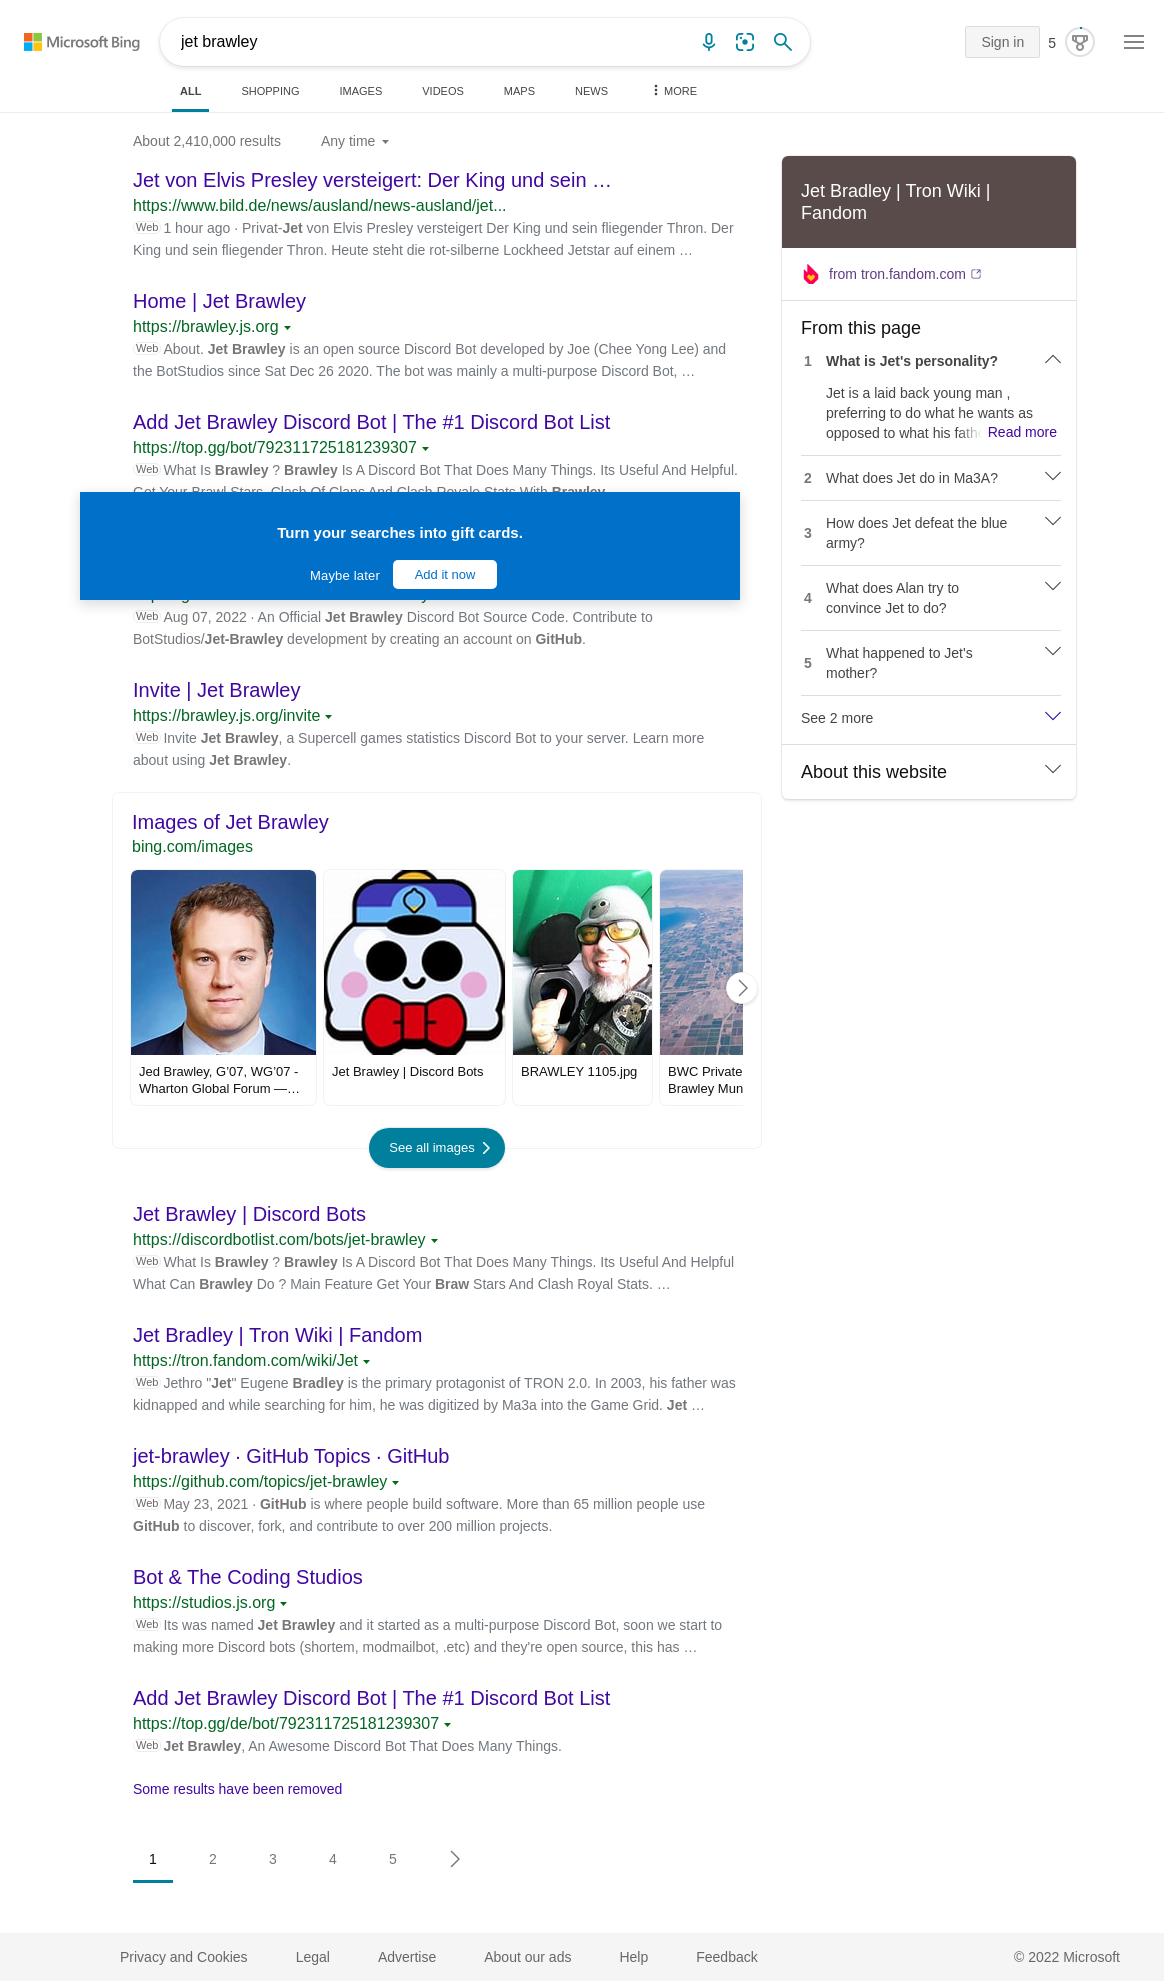 Microsoft Bing
jet brawley
Sign in
5
ALL
SHOPPING
IMAGES
VIDEOS
MAPS
NEWS
MORE
About 2,410,000 results
Any time
Jet von Elvis Presley versteigert: Der King und sein …
https://www.bild.de/news/ausland/news-ausland/jet...
Web 1 hour ago · Privat-Jet von Elvis Presley versteigert Der King und sein fliegender Thron. Der
King und sein fliegender Thron. Heute steht die rot-silberne Lockheed Jetstar auf einem …
Home | Jet Brawley
https://brawley.js.org
Web About. Jet Brawley is an open source Discord Bot developed by Joe (Chee Yong Lee) and
the BotStudios since Sat Dec 26 2020. The bot was mainly a multi-purpose Discord Bot, …
Add Jet Brawley Discord Bot | The #1 Discord Bot List
https://top.gg/bot/792311725181239307
Web What Is Brawley ? Brawley Is A Discord Bot That Does Many Things. Its Useful And Helpful.
Get Your Brawl Stars, Clash Of Clans And Clash Royale Stats With Brawley
Turn your searches into gift cards.
Maybe later
Add it now
Web Aug 07, 2022 · An Official Jet Brawley Discord Bot Source Code. Contribute to
BotStudios/Jet-Brawley development by creating an account on GitHub.
Invite | Jet Brawley
https://brawley.js.org/invite
Web Invite Jet Brawley, a Supercell games statistics Discord Bot to your server. Learn more
about using Jet Brawley.
Images of Jet Brawley
bing.com/images
Jed Brawley, G'07, WG'07 -
Wharton Global Forum —…
Jet Brawley | Discord Bots
BRAWLEY 1105.jpg
BWC Private
Brawley Mun
See all images
Jet Brawley | Discord Bots
https://discordbotlist.com/bots/jet-brawley
Web What Is Brawley ? Brawley Is A Discord Bot That Does Many Things. Its Useful And Helpful
What Can Brawley Do ? Main Feature Get Your Braw Stars And Clash Royal Stats. …
Jet Bradley | Tron Wiki | Fandom
https://tron.fandom.com/wiki/Jet
Web Jethro "Jet" Eugene Bradley is the primary protagonist of TRON 2.0. In 2003, his father was
kidnapped and while searching for him, he was digitized by Ma3a into the Game Grid. Jet …
jet-brawley · GitHub Topics · GitHub
https://github.com/topics/jet-brawley
Web May 23, 2021 · GitHub is where people build software. More than 65 million people use
GitHub to discover, fork, and contribute to over 200 million projects.
Bot & The Coding Studios
https://studios.js.org
Web Its was named Jet Brawley and it started as a multi-purpose Discord Bot, soon we start to
making more Discord bots (shortem, modmailbot, .etc) and they're open source, this has …
Add Jet Brawley Discord Bot | The #1 Discord Bot List
https://top.gg/de/bot/792311725181239307
Web Jet Brawley, An Awesome Discord Bot That Does Many Things.
Some results have been removed
1 2 3 4 5
Jet Bradley | Tron Wiki |
Fandom
from tron.fandom.com
From this page
1 What is Jet's personality?
Jet is a laid back young man ,
preferring to do what he wants as
opposed to what his fath Read more
2 What does Jet do in Ma3A?
3 How does Jet defeat the blue
army?
4 What does Alan try to
convince Jet to do?
5 What happened to Jet's
mother?
See 2 more
About this website
Privacy and Cookies
Legal
Advertise
About our ads
Help
Feedback
© 2022 Microsoft